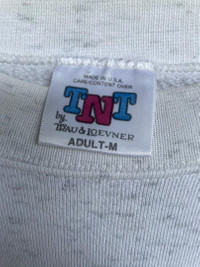 MADE IN U.S.A.
CARE/CONTENT OVER
TNT
by
TRAU & LOEVNER
ADULT-M